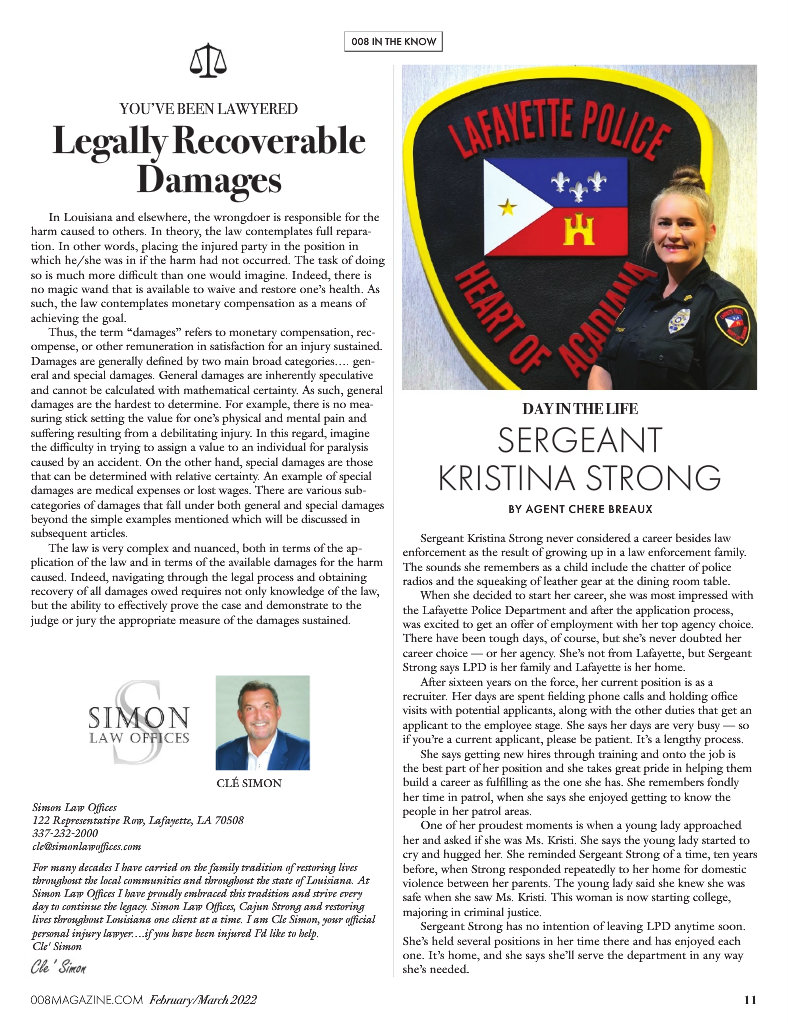 008 IN THE KNOW
YOU'VE BEEN LAWYERED
Legally Recoverable
Damages
In Louisiana and elsewhere, the wrongdoer is responsible for the
harm caused to others. In theory, the law contemplates full repara-
tion. In other words, placing the injured party in the position in
which he/she was in if the harm had not occurred. The task of doing
so is much more difficult than one would imagine. Indeed, there is
no magic wand that is available to waive and restore one's health. As
such, the law contemplates monetary compensation as a means of
achieving the goal.
Thus, the term “damages” refers to monetary compensation, rec-
ompense, or other remuneration in satisfaction for an injury sustained.
Damages are generally defined by two main broad categories…. gen-
eral and special damages. General damages are inherently speculative
and cannot be calculated with mathematical certainty. As such, general
damages are the hardest to determine. For example, there is no mea-
suring stick setting the value for one's physical and mental pain and
suffering resulting from a debilitating injury. In this regard, imagine
the difficulty in trying to assign a value to an individual for paralysis
caused by an accident. On the other hand, special damages are those
that can be determined with relative certainty. An example of special
damages are medical expenses or lost wages. There are various sub-
categories of damages that fall under both general and special damages
beyond the simple examples mentioned which will be discussed in
subsequent articles.
The law is very complex and nuanced, both in terms of the ap-
plication of the law and in terms of the available damages for the harm
caused. Indeed, navigating through the legal process and obtaining
recovery of all damages owed requires not only knowledge of the law,
but the ability to effectively prove the case and demonstrate to the
judge or jury the appropriate measure of the damages sustained.
S
SIMON
LAW OFFICES
CLÉ SIMON
Simon Law Offices
122 Representative Row, Lafayette, LA 70508
337-232-2000
cle@simonlawoffices.com
For many decades I have carried on the family tradition of restoring lives
throughout the local communities and throughout the state of Louisiana. At
Simon Law Offices I have proudly embraced this tradition and strive every
day to continue the legacy. Simon Law Offices, Cajun Strong and restoring
lives throughout Louisiana one client at a time. I am Cle Simon, your official
personal injury lawyer….if you have been injured I'd like to help.
Cle' Simon
Cle' Simon
LAFAYETTE POLICE
HEART OF ACADIANA
DAY IN THE LIFE
SERGEANT
KRISTINA STRONG
BY AGENT CHERE BREAUX
Sergeant Kristina Strong never considered a career besides law
enforcement as the result of growing up in a law enforcement family.
The sounds she remembers as a child include the chatter of police
radios and the squeaking of leather gear at the dining room table.
When she decided to start her career, she was most impressed with
the Lafayette Police Department and after the application process,
was excited to get an offer of employment with her top agency choice.
There have been tough days, of course, but she's never doubted her
career choice — or her agency. She's not from Lafayette, but Sergeant
Strong says LPD is her family and Lafayette is her home.
After sixteen years on the force, her current position is as a
recruiter. Her days are spent fielding phone calls and holding office
visits with potential applicants, along with the other duties that get an
applicant to the employee stage. She says her days are very busy — so
if you're a current applicant, please be patient. It's a lengthy process.
She says getting new hires through training and onto the job is
the best part of her position and she takes great pride in helping them
build a career as fulfilling as the one she has. She remembers fondly
her time in patrol, when she says she enjoyed getting to know the
people in her patrol areas.
One of her proudest moments is when a young lady approached
her and asked if she was Ms. Kristi. She says the young lady started to
cry and hugged her. She reminded Sergeant Strong of a time, ten years
before, when Strong responded repeatedly to her home for domestic
violence between her parents. The young lady said she knew she was
safe when she saw Ms. Kristi. This woman is now starting college,
majoring in criminal justice.
Sergeant Strong has no intention of leaving LPD anytime soon.
She's held several positions in her time there and has enjoyed each
one. It's home, and she says she'll serve the department in any way
she's needed.
008MAGAZINE.COM February/March 2022
11